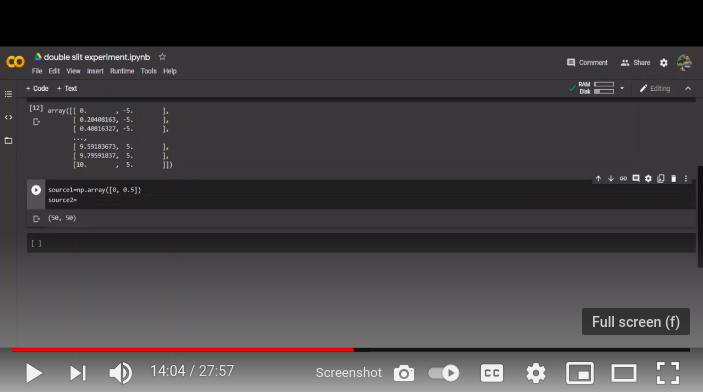 double slit experiment.ipynb
Comment
Share
File Edit View Insert Runtime Tools Help
+ Code + Text
RAM
Disk
Editing
[12] array([[ 0. , -5. ],
[ 0.20408163, -5. ],
[ 0.40816327, -5. ],
...,
[ 9.59183673, 5. ],
[ 9.79591837, 5. ],
[10. , 5. ]])
source1=np.array([0, 0.5])
source2=
(50, 50)
[ ]
Full screen (f)
14:04 / 27:57
Screenshot
CC